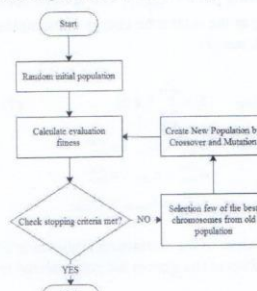 Start
Random initial population
Calculate evaluation
fitness
Create New Population by
Crossover and Mutation
Check stopping criteria met?
NO
Selection few of the best
chromosomes from old
population
YES